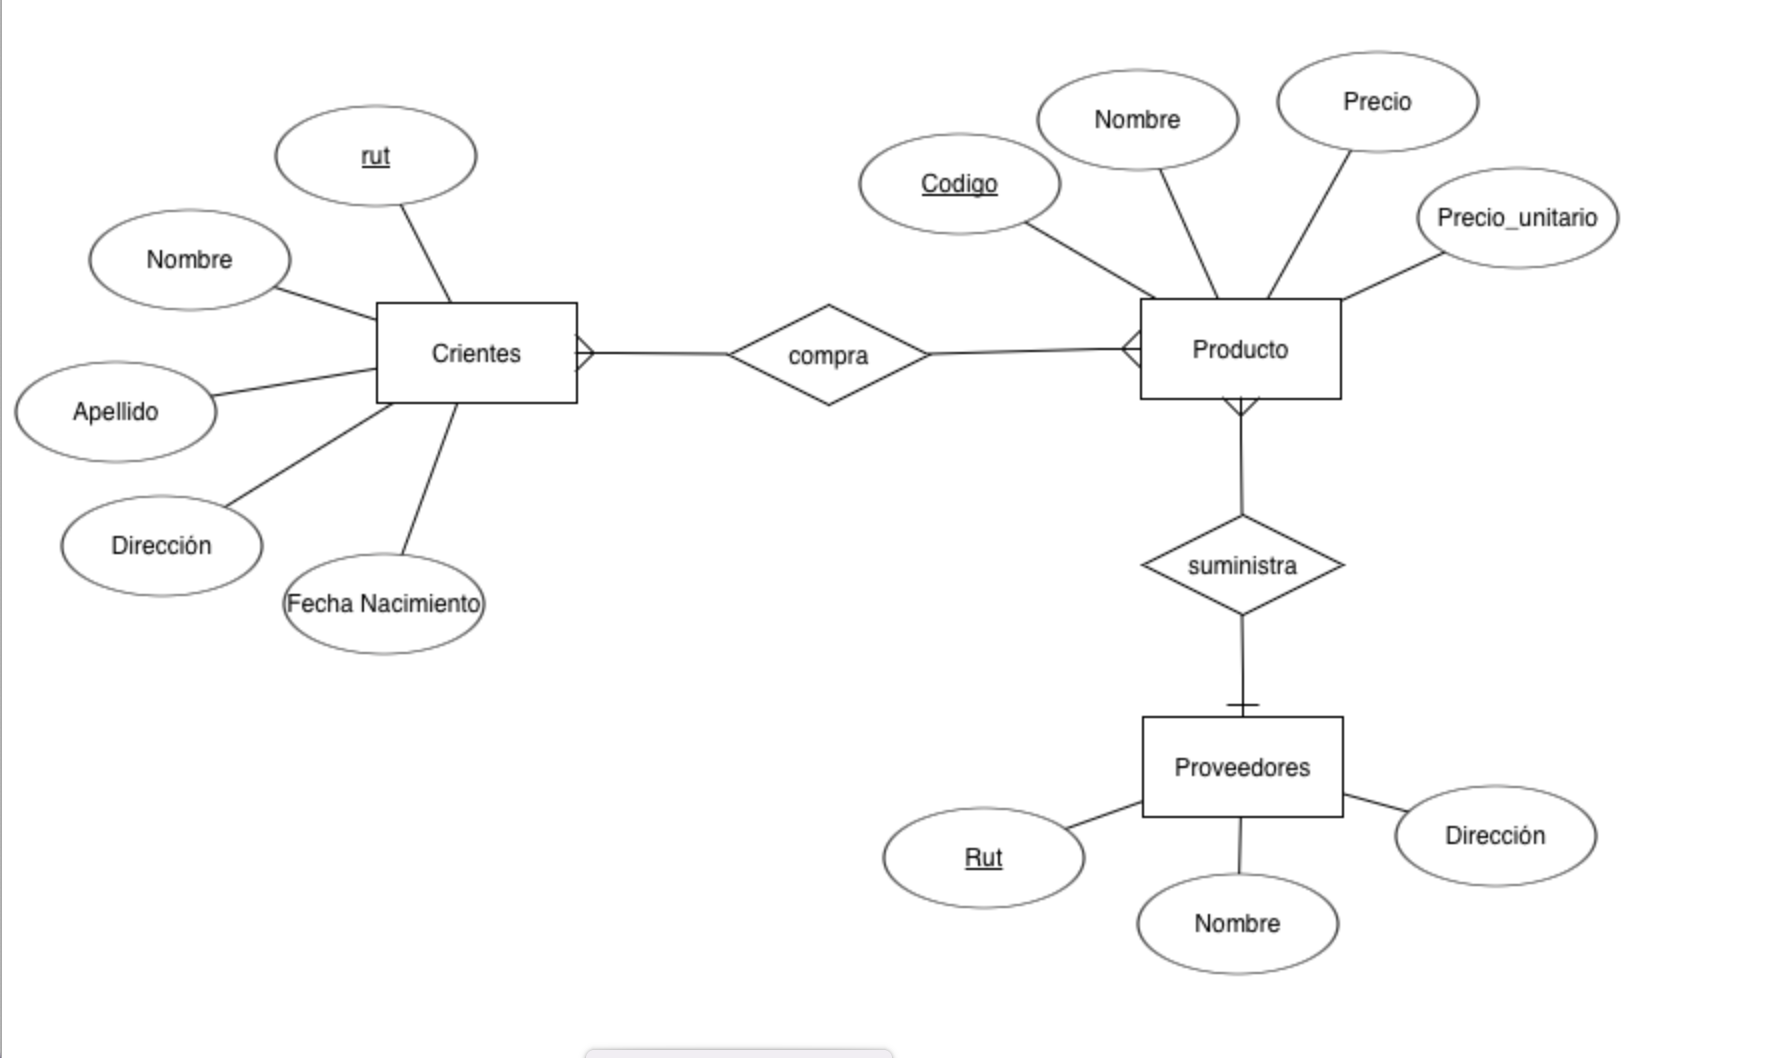 rut
Nombre
Apellido
Dirección
Fecha Nacimiento
Crientes
compra
Codigo
Nombre
Precio
Precio_unitario
Producto
suministra
Proveedores
Rut
Nombre
Dirección